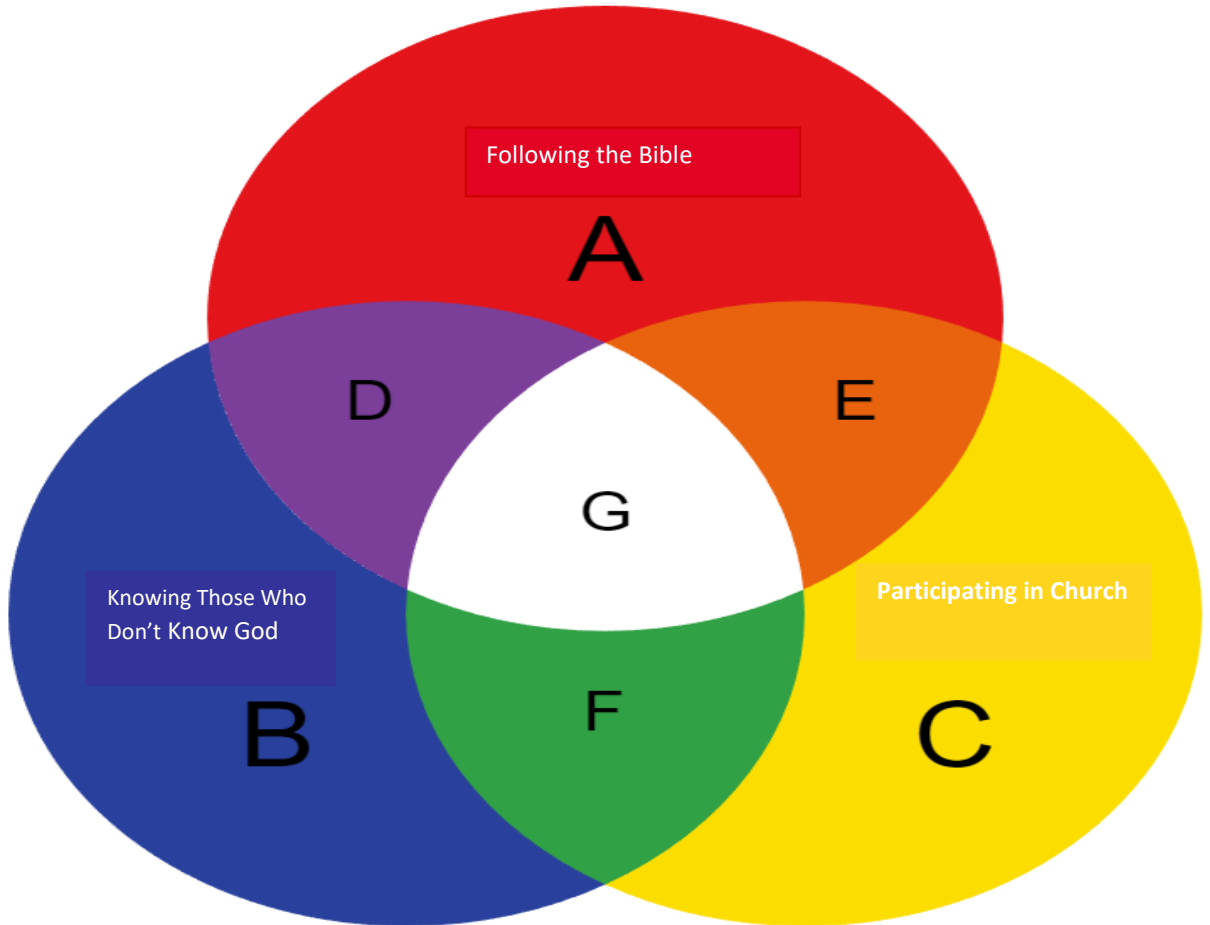 Following the Bible
A
D
E
G
Knowing Those Who
Don’t Know God
Participating in Church
F
B
C